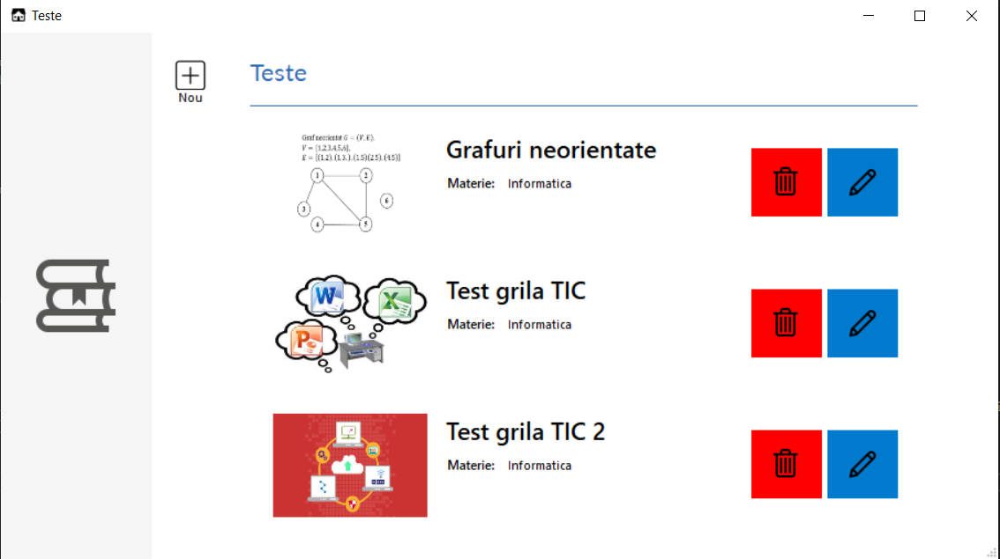 Teste
Nou
Teste
Graf neorientat G = (V, E).
V = {1,2,3,4,5,6},
E = {(1,2).(1,3.).(1,5)(2,5).(4,5)}
1
2
3
6
4
5
Grafuri neorientate
Materie: Informatica
W
X
P
Test grila TIC
Materie: Informatica
Test grila TIC 2
Materie: Informatica